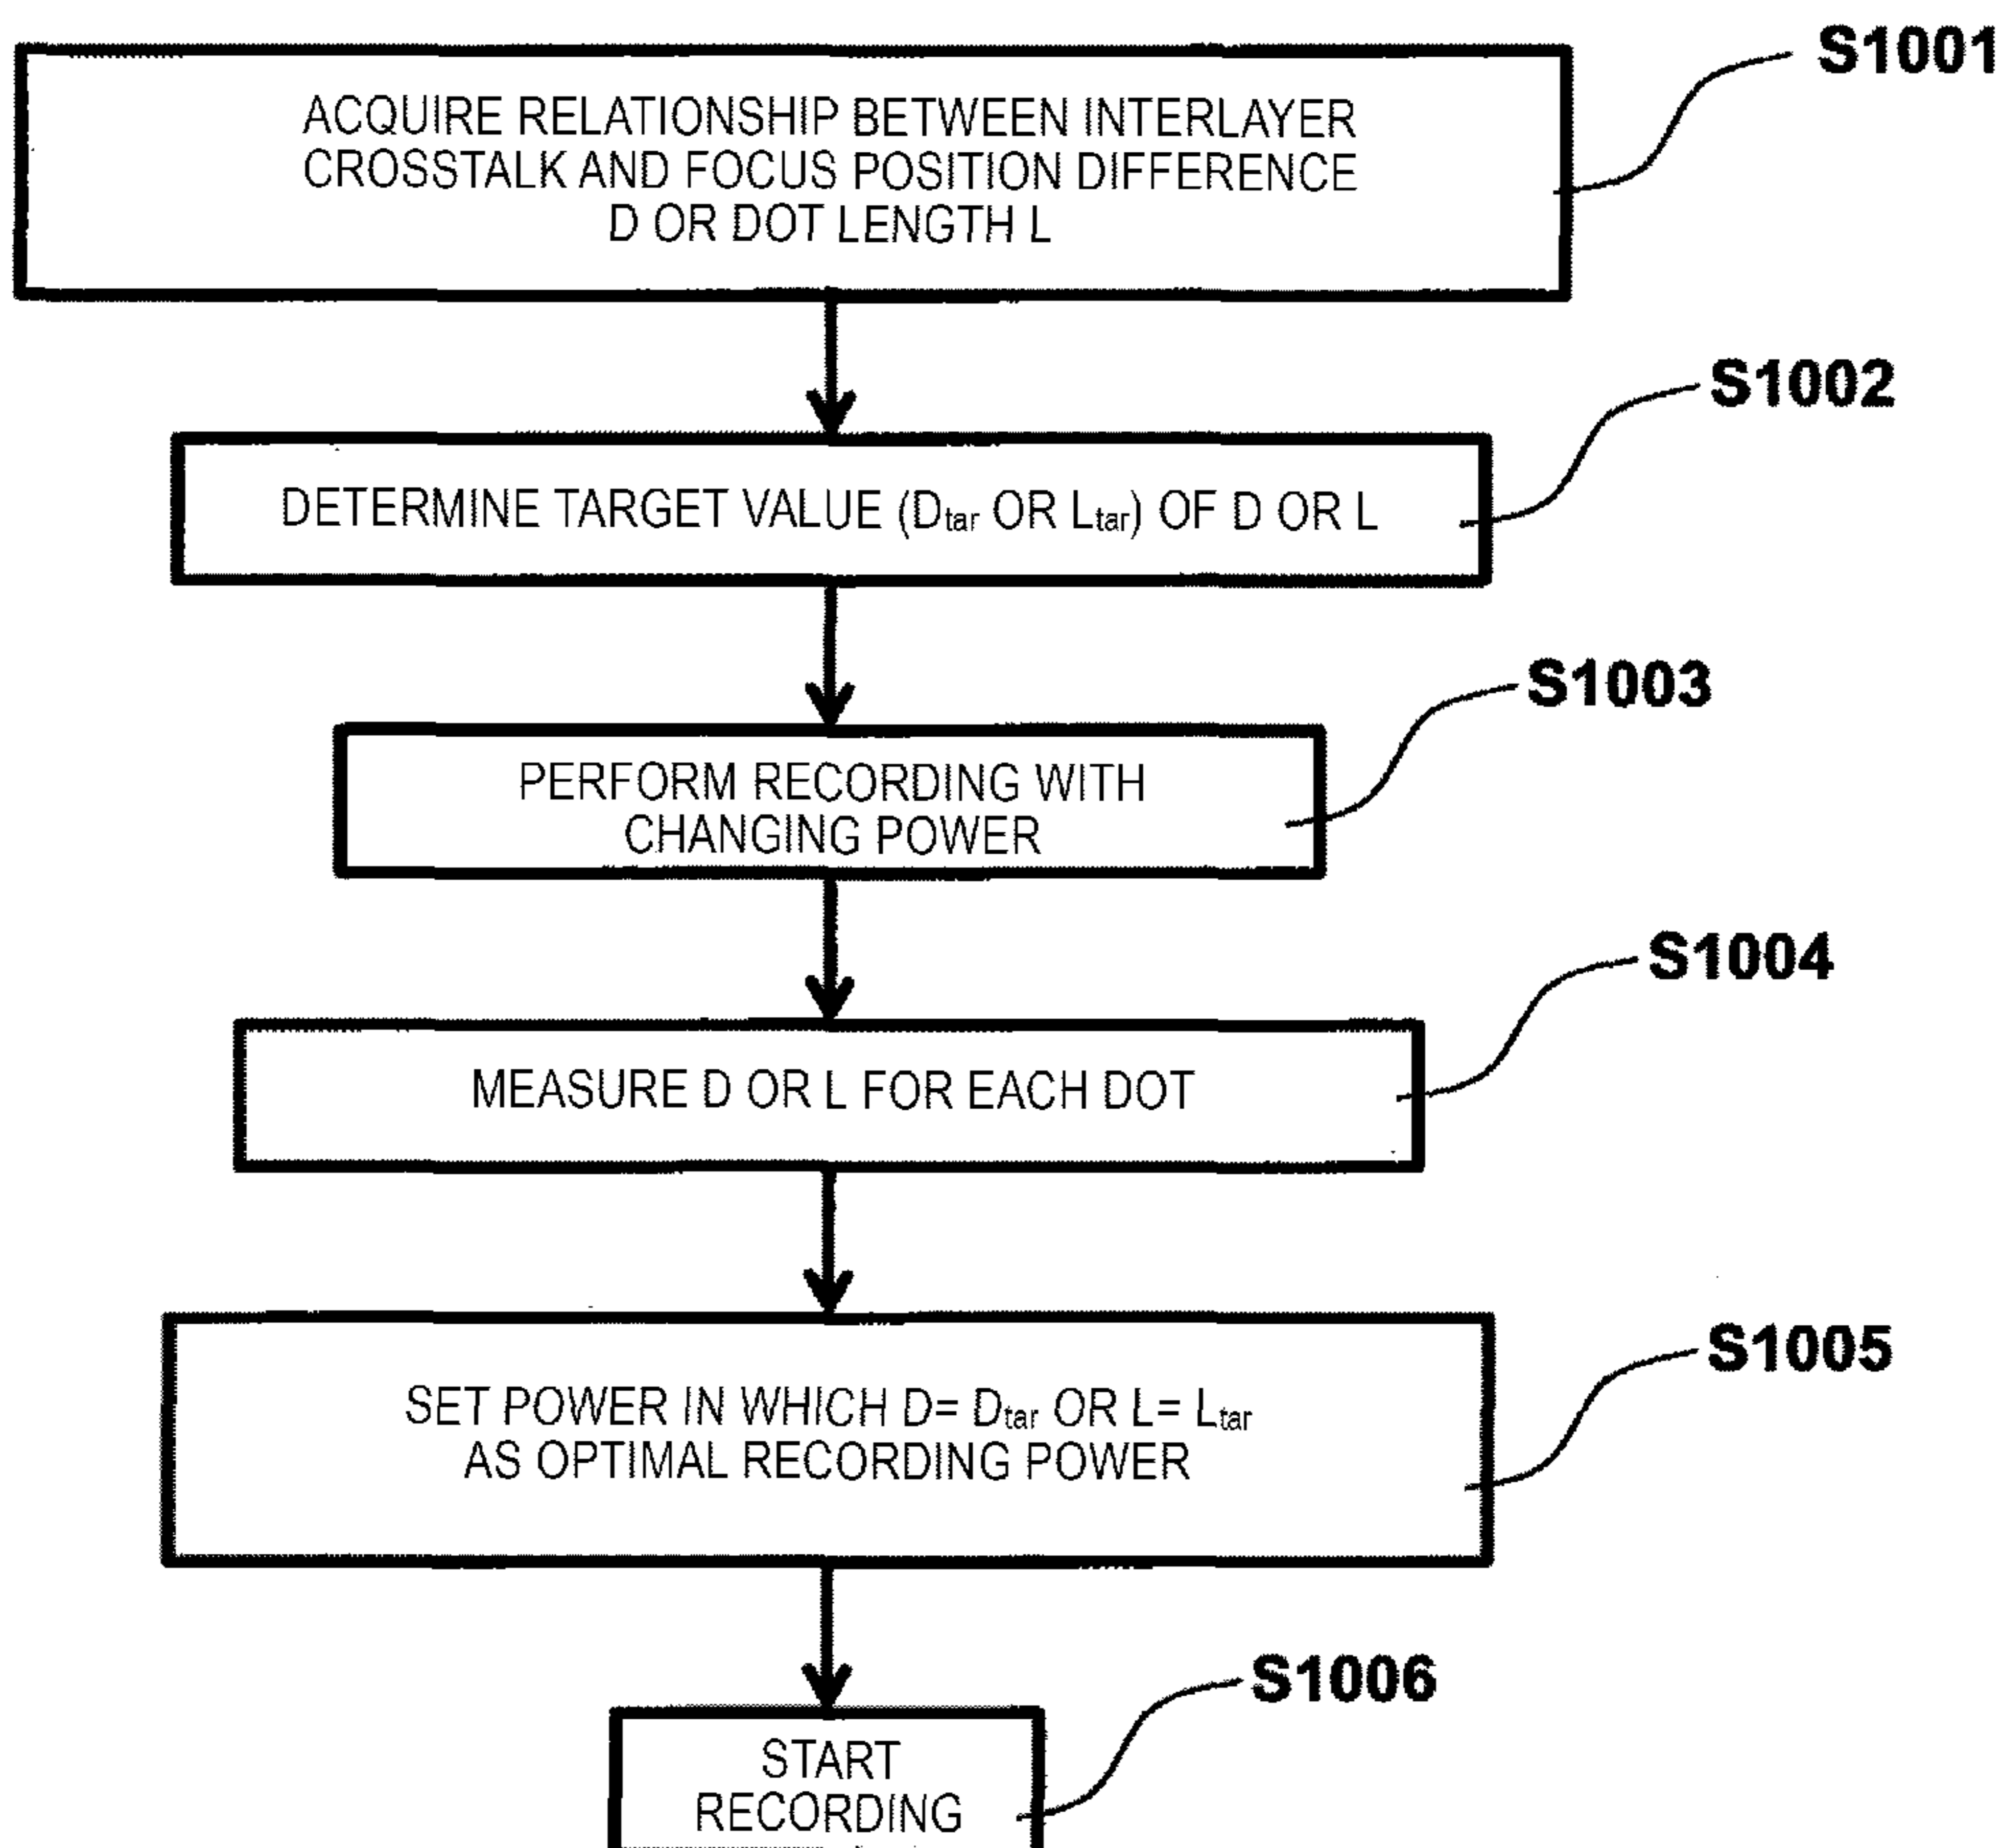 S1001
ACQUIRE RELATIONSHIP BETWEEN INTERLAYER
CROSSTALK AND FOCUS POSITION DIFFERENCE
D OR DOT LENGTH L
S1002
DETERMINE TARGET VALUE (Dtar OR Ltar) OF D OR L
S1003
PERFORM RECORDING WITH
CHANGING POWER
S1004
MEASURE D OR L FOR EACH DOT
S1005
SET POWER IN WHICH D= Dtar OR L= Ltar
AS OPTIMAL RECORDING POWER
S1006
START
RECORDING